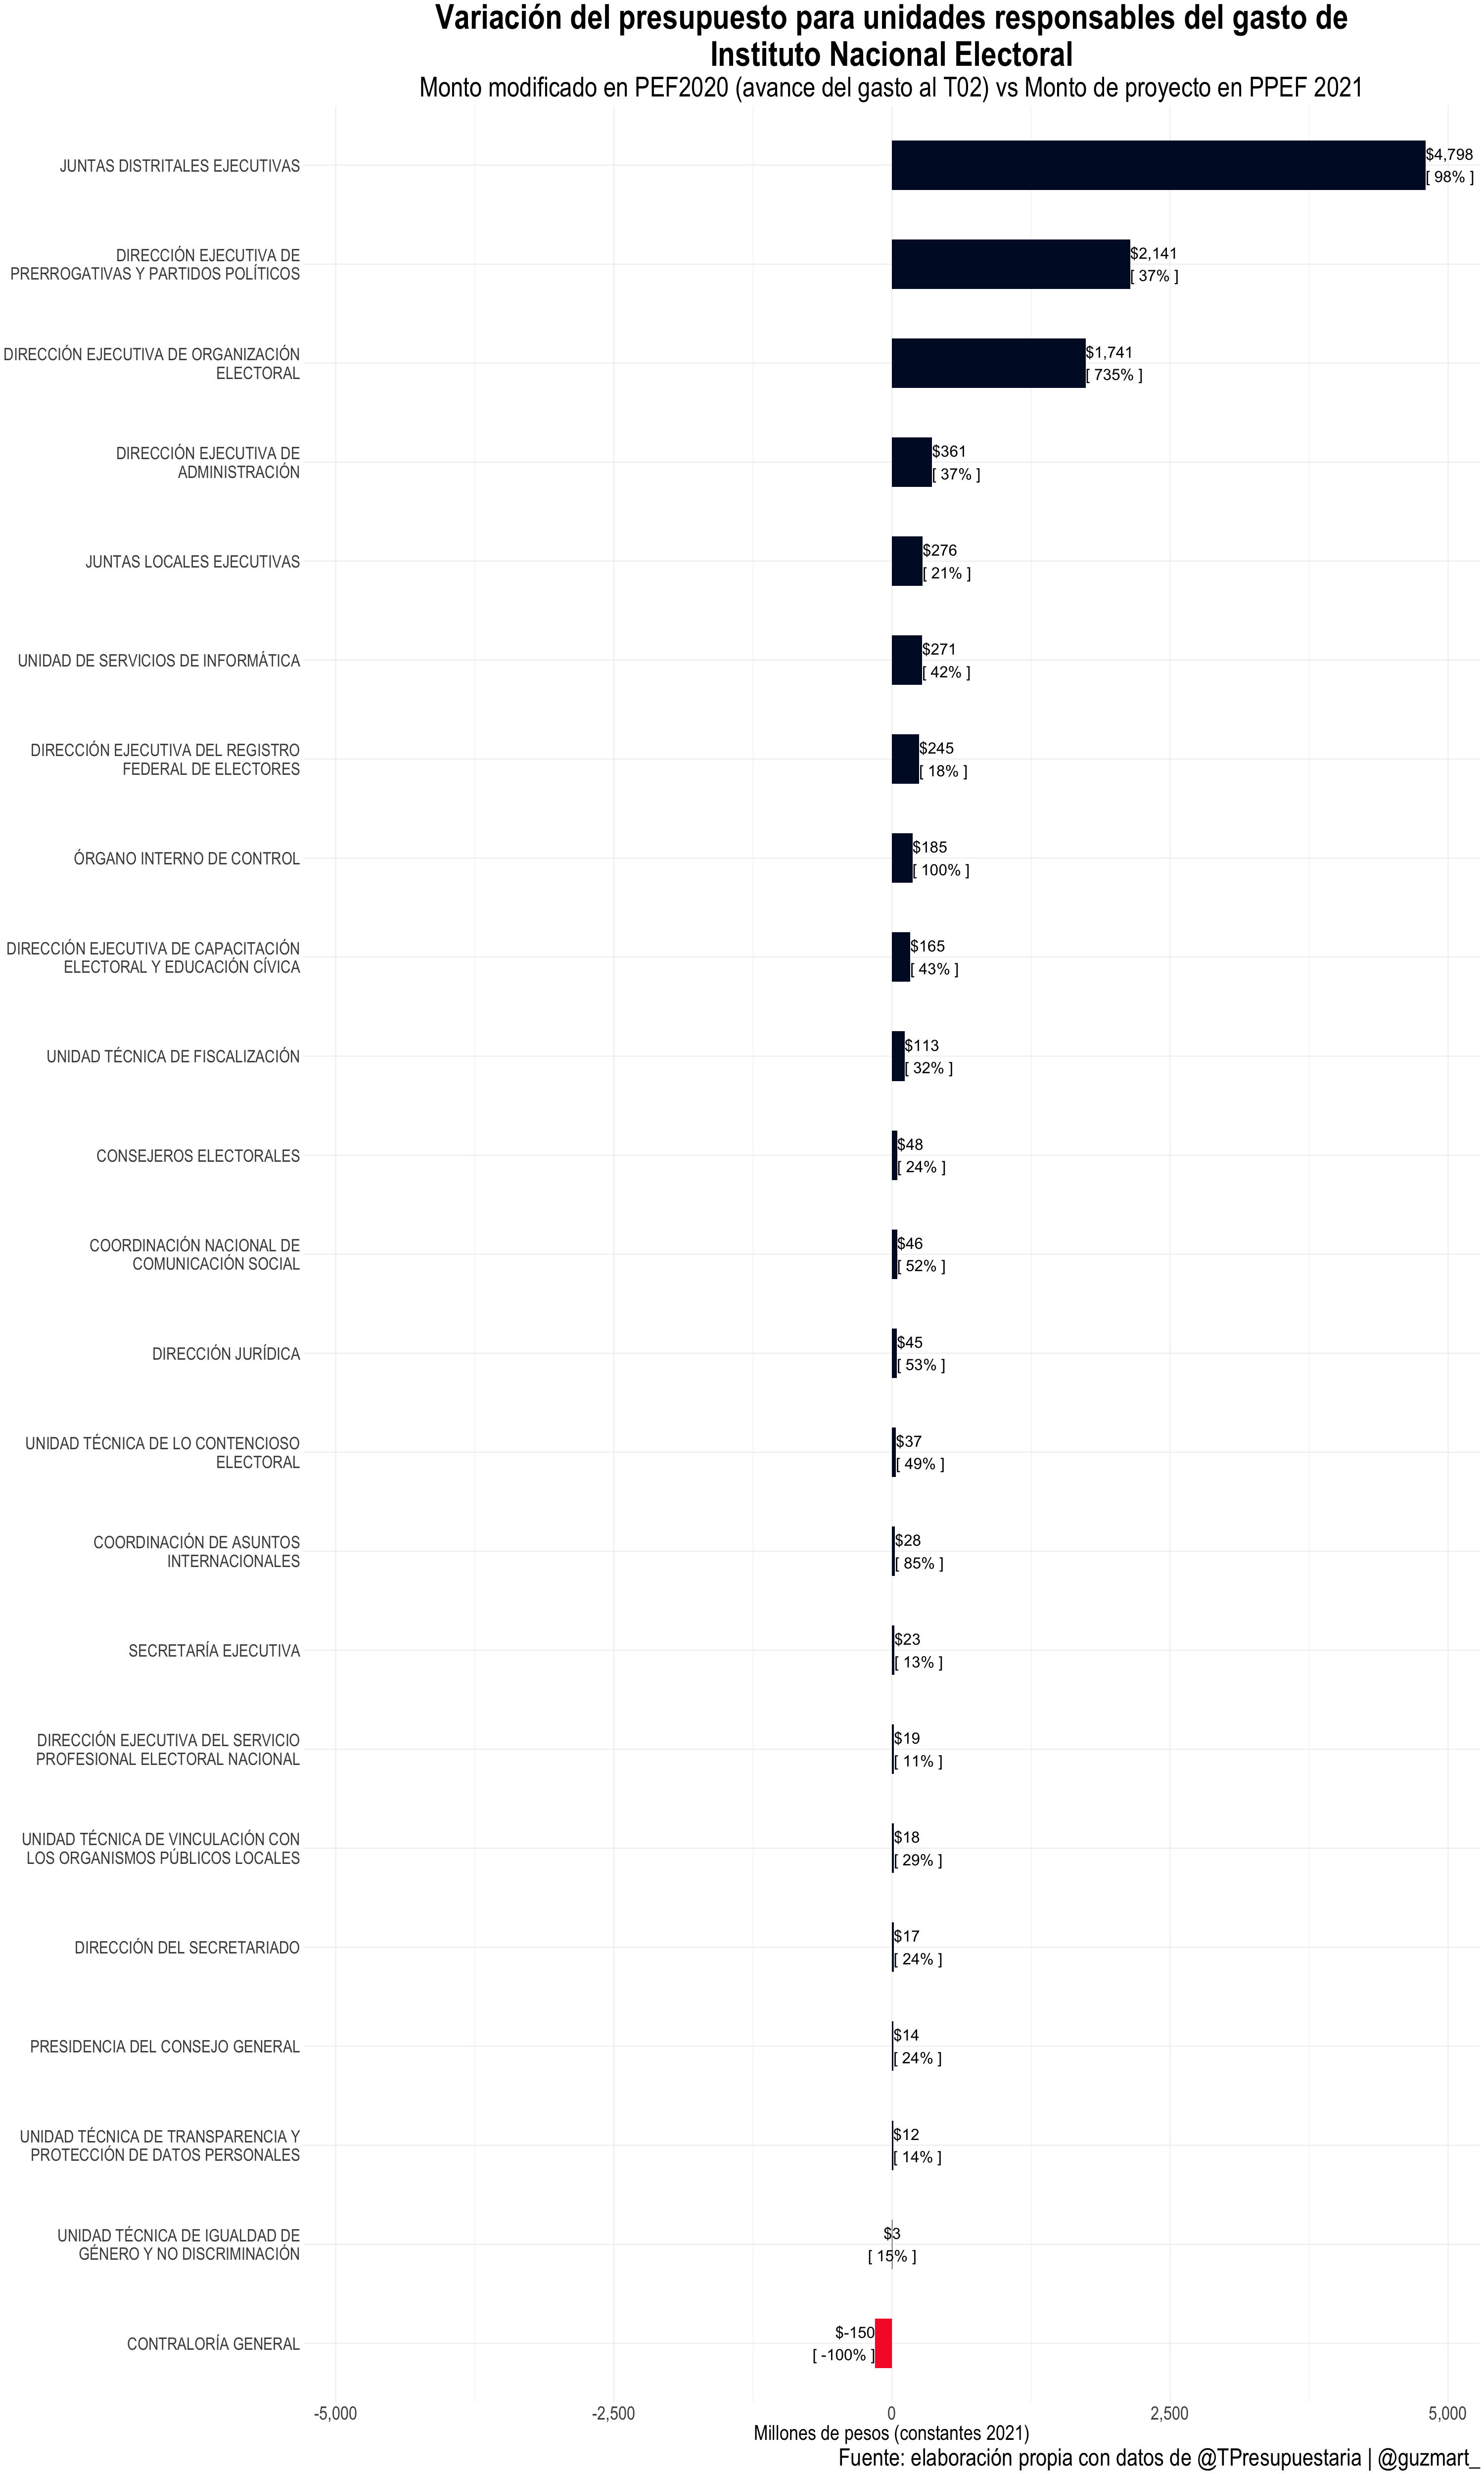 Variación del presupuesto para unidades responsables del gasto de
Instituto Nacional Electoral
Monto modificado en PEF2020 (avance del gasto al T02) vs Monto de proyecto en PPEF 2021
JUNTAS DISTRITALES EJECUTIVAS
$4,798
[ 98% ]
DIRECCIÓN EJECUTIVA DE
PRERROGATIVAS Y PARTIDOS POLÍTICOS
$2,141
[ 37% ]
DIRECCIÓN EJECUTIVA DE ORGANIZACIÓN
ELECTORAL
$1,741
[ 735% ]
DIRECCIÓN EJECUTIVA DE
ADMINISTRACIÓN
$361
[ 37% ]
JUNTAS LOCALES EJECUTIVAS
$276
[ 21% ]
UNIDAD DE SERVICIOS DE INFORMÁTICA
$271
[ 42% ]
DIRECCIÓN EJECUTIVA DEL REGISTRO
FEDERAL DE ELECTORES
$245
[ 18% ]
ÓRGANO INTERNO DE CONTROL
$185
[ 100% ]
DIRECCIÓN EJECUTIVA DE CAPACITACIÓN
ELECTORAL Y EDUCACIÓN CÍVICA
$165
[ 43% ]
UNIDAD TÉCNICA DE FISCALIZACIÓN
$113
[ 32% ]
CONSEJEROS ELECTORALES
$48
[ 24% ]
COORDINACIÓN NACIONAL DE
COMUNICACIÓN SOCIAL
$46
[ 52% ]
DIRECCIÓN JURÍDICA
$45
[ 53% ]
UNIDAD TÉCNICA DE LO CONTENCIOSO
ELECTORAL
$37
[ 49% ]
COORDINACIÓN DE ASUNTOS
INTERNACIONALES
$28
[ 85% ]
SECRETARÍA EJECUTIVA
$23
[ 13% ]
DIRECCIÓN EJECUTIVA DEL SERVICIO
PROFESIONAL ELECTORAL NACIONAL
$19
[ 11% ]
UNIDAD TÉCNICA DE VINCULACIÓN CON
LOS ORGANISMOS PÚBLICOS LOCALES
$18
[ 29% ]
DIRECCIÓN DEL SECRETARIADO
$17
[ 24% ]
PRESIDENCIA DEL CONSEJO GENERAL
$14
[ 24% ]
UNIDAD TÉCNICA DE TRANSPARENCIA Y
PROTECCIÓN DE DATOS PERSONALES
$12
[ 14% ]
UNIDAD TÉCNICA DE IGUALDAD DE
GÉNERO Y NO DISCRIMINACIÓN
$3
[ 15% ]
CONTRALORÍA GENERAL
$-150
[ -100% ]
-5,000
-2,500
0
2,500
5,000
Millones de pesos (constantes 2021)
Fuente: elaboración propia con datos de @TPresupuestaria | @guzmart_